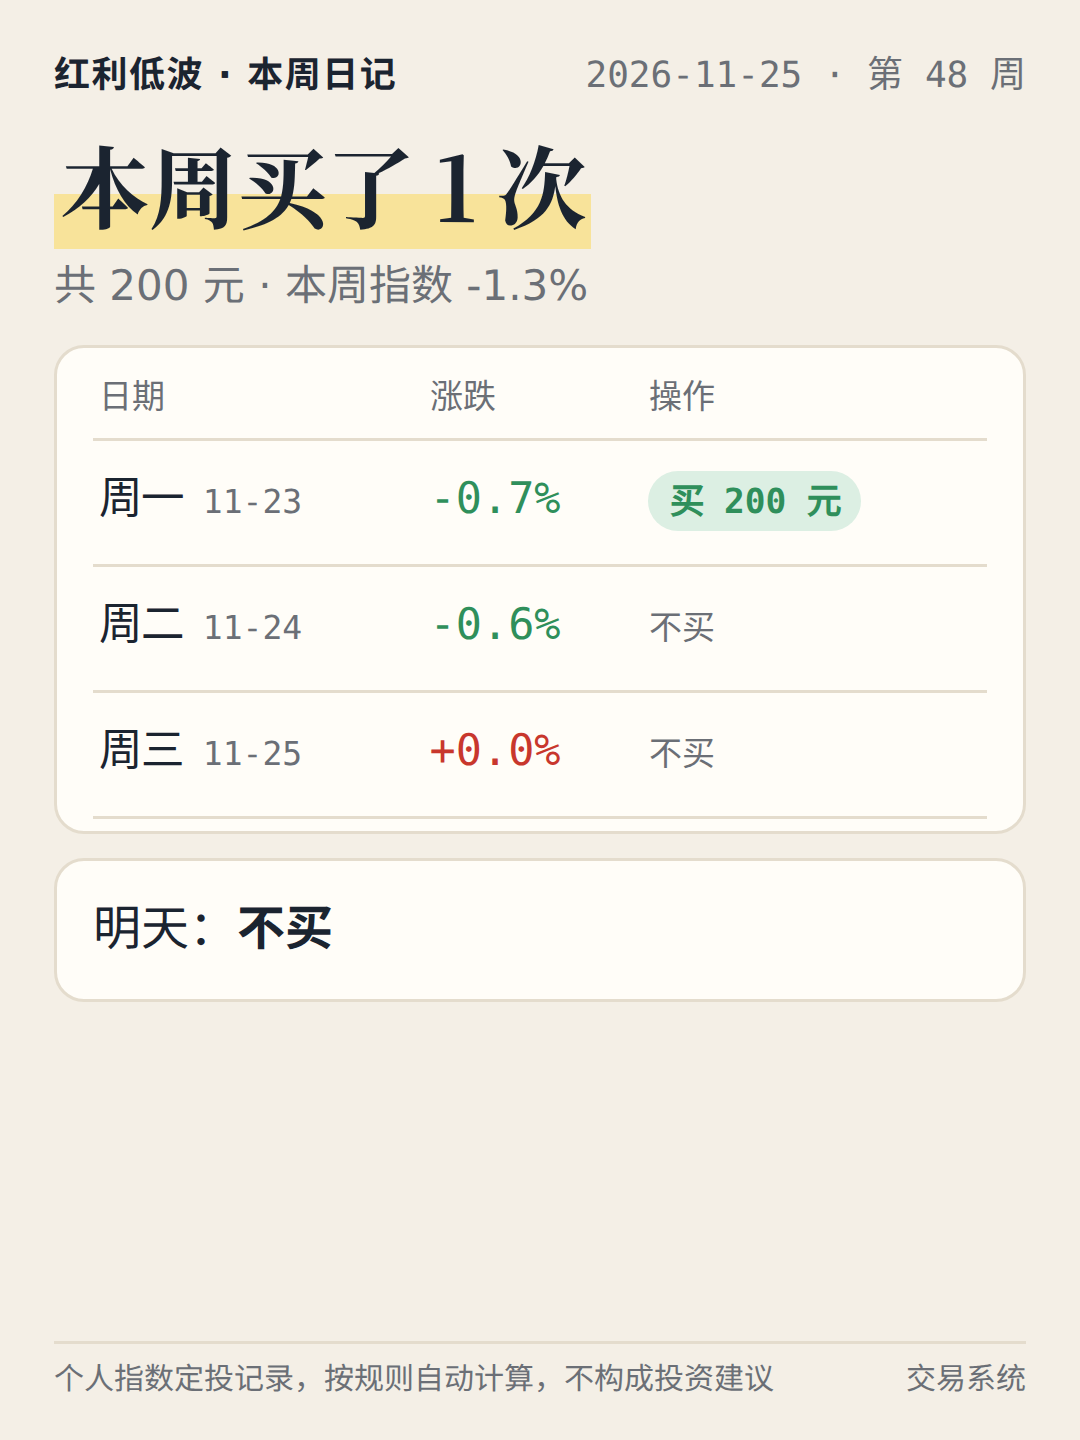 红利低波 · 本周日记 2026-11-25 · 第 48 周
本周买了 1 次
共 200 元 · 本周指数 -1.3%
日期 涨跌 操作
周一 11-23 -0.7% 买 200 元
周二 11-24 -0.6% 不买
周三 11-25 +0.0% 不买
明天：不买
个人指数定投记录，按规则自动计算，不构成投资建议 交易系统